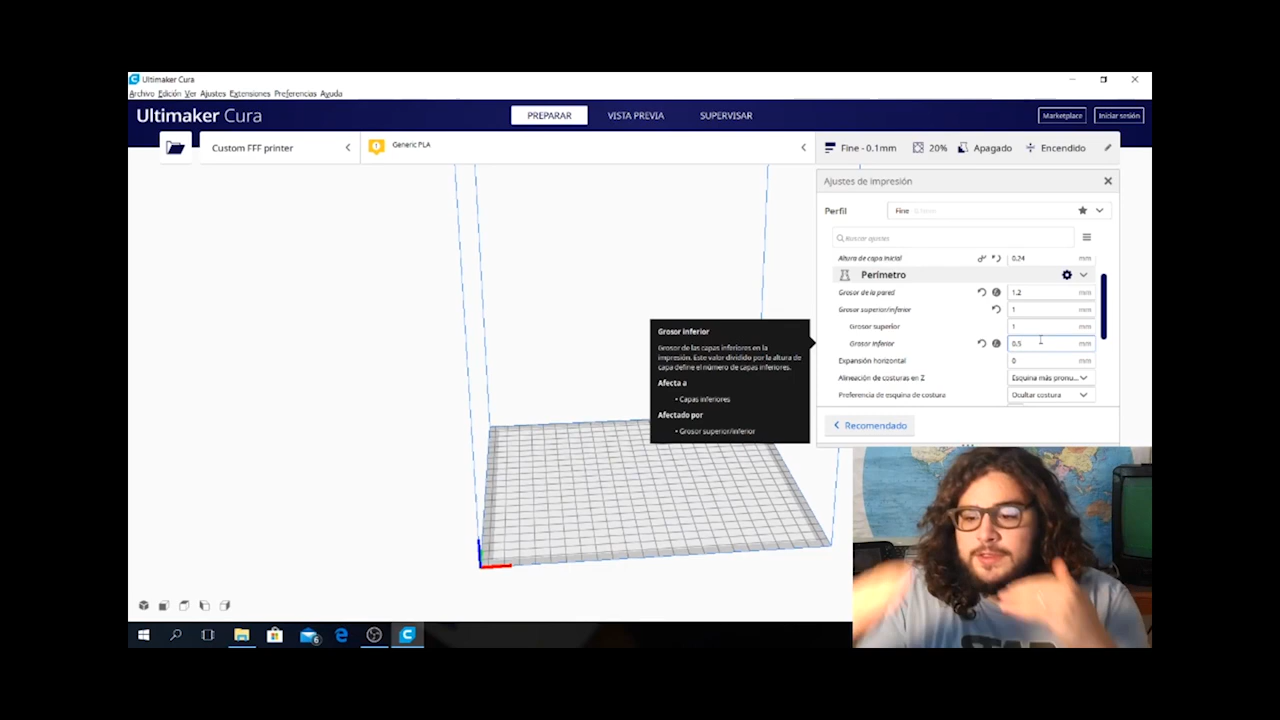 Ultimaker Cura
Archivo Edición Ver Ajustes Extensiones Preferencias Ayuda
Ultimaker Cura
PREPARAR
VISTA PREVIA
SUPERVISAR
Marketplace
Iniciar sesión
Custom FFF printer
Generic PLA
Fine - 0.1mm
20%
Apagado
Encendido
Ajustes de impresión
Perfil
Fine 0.1mm
Buscar ajustes
Altura de capa inicial 0.24 mm
Perímetro
Grosor de la pared 1.2 mm
Grosor superior/inferior 1 mm
Grosor superior 1 mm
Grosor inferior 0.5 mm
Expansión horizontal 0 mm
Alineación de costuras en Z Esquina más pronu...
Preferencia de esquina de costura Ocultar costura
Recomendado
Grosor inferior
Grosor de las capas inferiores en la
impresión. Este valor dividido por la altura de
capa define el número de capas inferiores.
Afecta a
• Capas inferiores
Afectado por
• Grosor superior/inferior
6
STAR